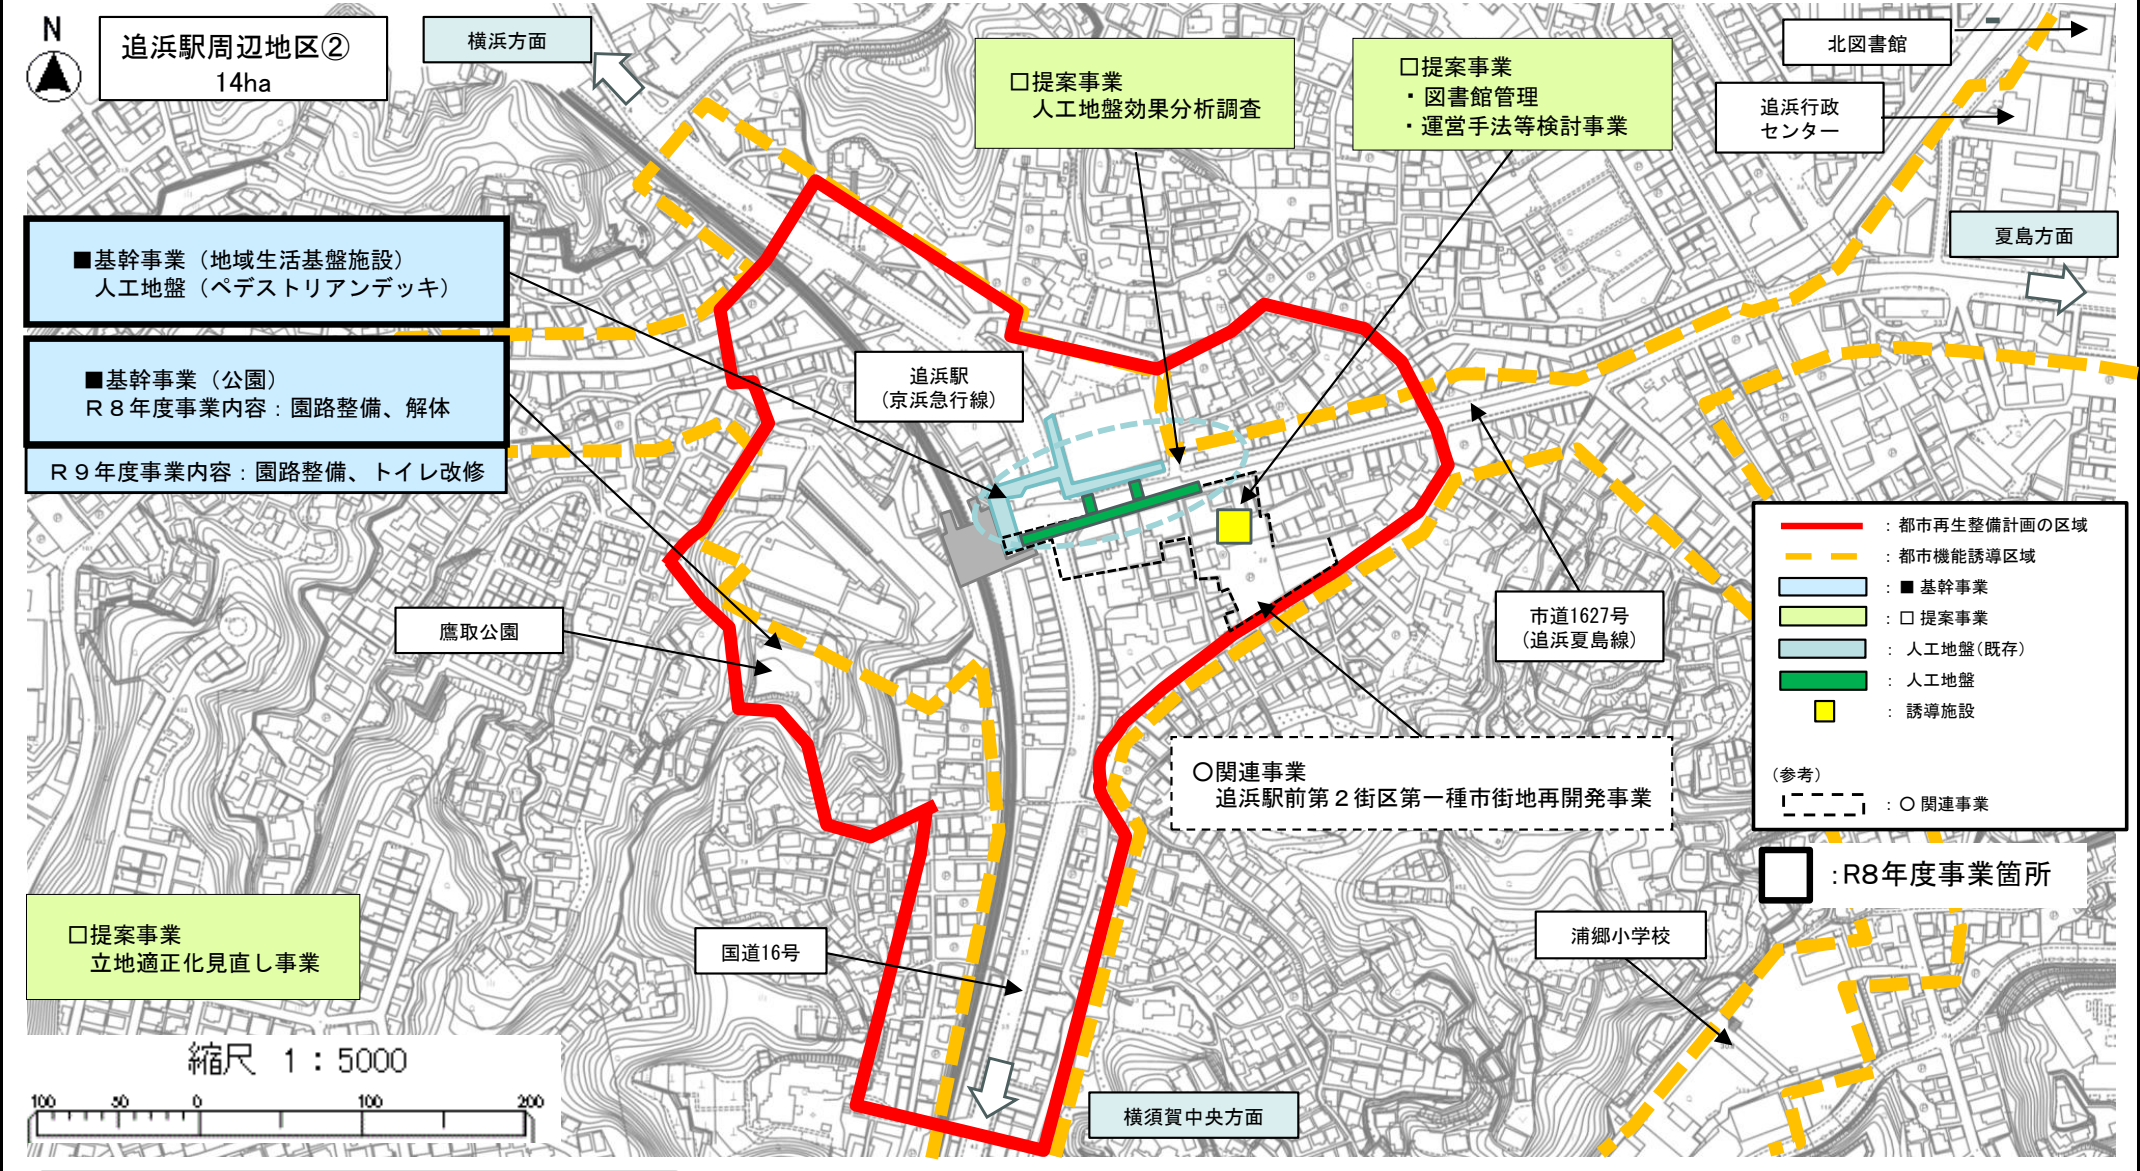 N
追浜駅周辺地区②
14ha
横浜方面
□提案事業
人工地盤効果分析調査
□提案事業
・図書館管理
・運営手法等検討事業
北図書館
追浜行政
センター
夏島方面
■基幹事業（地域生活基盤施設）
人工地盤（ペデストリアンデッキ）
■基幹事業（公園）
Ｒ８年度事業内容：園路整備、解体
Ｒ９年度事業内容：園路整備、トイレ改修
追浜駅
（京浜急行線）
鷹取公園
市道1627号
（追浜夏島線）
：都市再生整備計画の区域
：都市機能誘導区域
：■ 基幹事業
：□ 提案事業
： 人工地盤（既存）
： 人工地盤
： 誘導施設
（参考）
：○ 関連事業
○関連事業
追浜駅前第２街区第一種市街地再開発事業
：R8年度事業箇所
□提案事業
立地適正化見直し事業
国道16号
浦郷小学校
横須賀中央方面
縮尺 1：5000
100 50 0 100 200